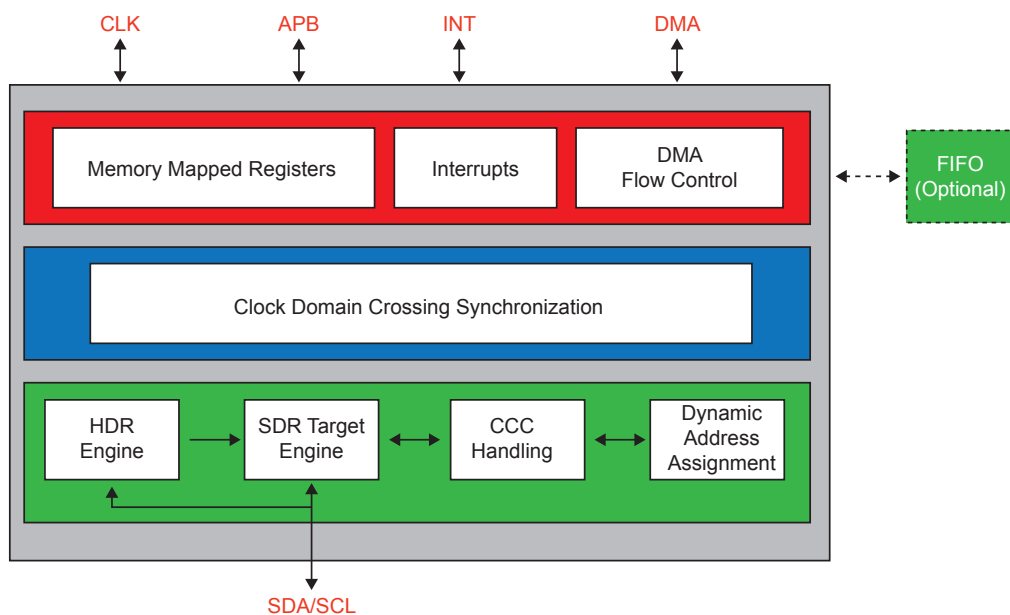 CLK
APB
INT
DMA
Memory Mapped Registers
Interrupts
DMA
Flow Control
FIFO
(Optional)
Clock Domain Crossing Synchronization
HDR
Engine
SDR Target
Engine
CCC
Handling
Dynamic
Address
Assignment
SDA/SCL